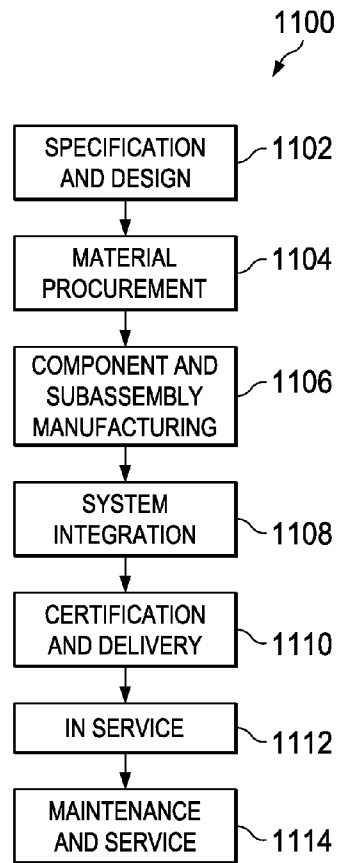 1100
SPECIFICATION
AND DESIGN
1102
MATERIAL
PROCUREMENT
1104
COMPONENT AND
SUBASSEMBLY
MANUFACTURING
1106
SYSTEM
INTEGRATION
1108
CERTIFICATION
AND DELIVERY
1110
IN SERVICE
1112
MAINTENANCE
AND SERVICE
1114